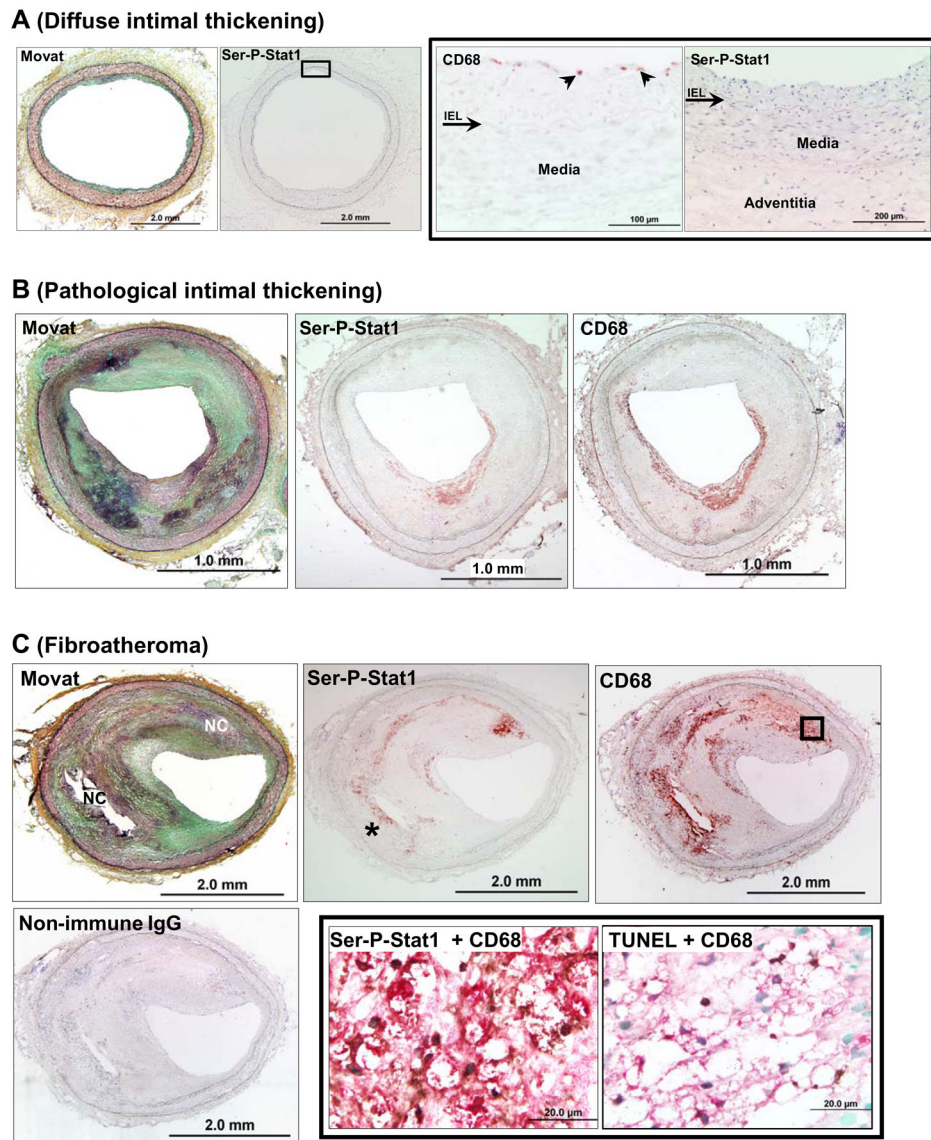 A (Diffuse intimal thickening)
Movat
2.0 mm
Ser-P-Stat1
2.0 mm
CD68
IEL
Media
100 µm
Ser-P-Stat1
IEL
Media
Adventitia
200 µm
B (Pathological intimal thickening)
Movat
1.0 mm
Ser-P-Stat1
1.0 mm
CD68
1.0 mm
C (Fibroatheroma)
Movat
NC
NC
2.0 mm
Ser-P-Stat1
*
2.0 mm
CD68
2.0 mm
Non-immune IgG
2.0 mm
Ser-P-Stat1 + CD68
20.0 µm
TUNEL + CD68
20.0 µm